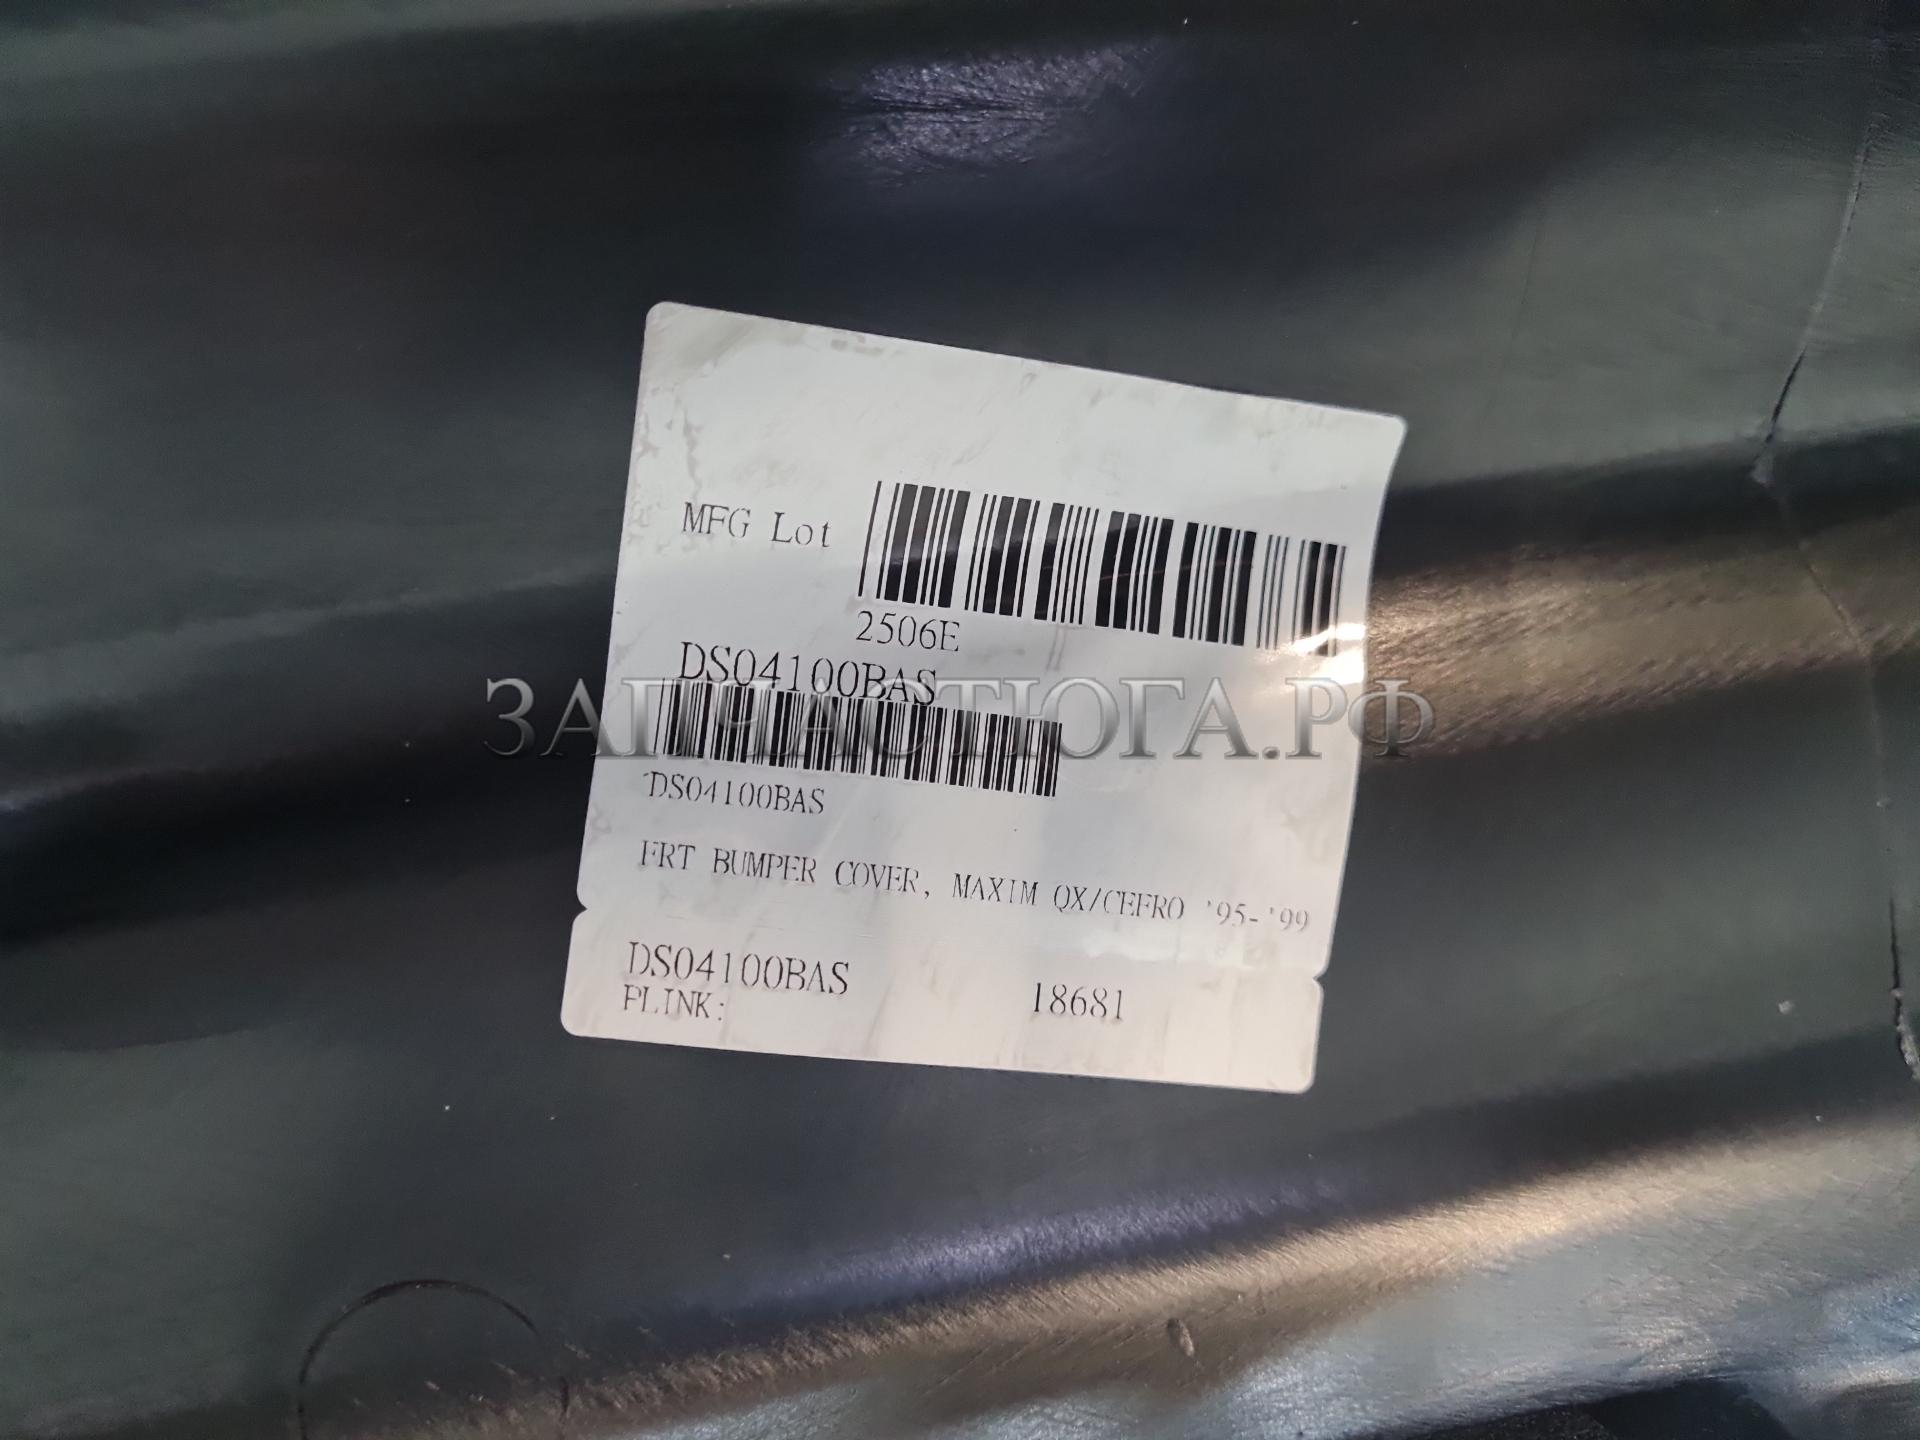 MFG Lot
2506E
DS04100BAS
ЗАПЧАСТЮГА.РФ
DS04100BAS
FRT BUMPER COVER, MAXIM QX/CEFRO '95-'99
DS04100BAS
PLINK:
18681